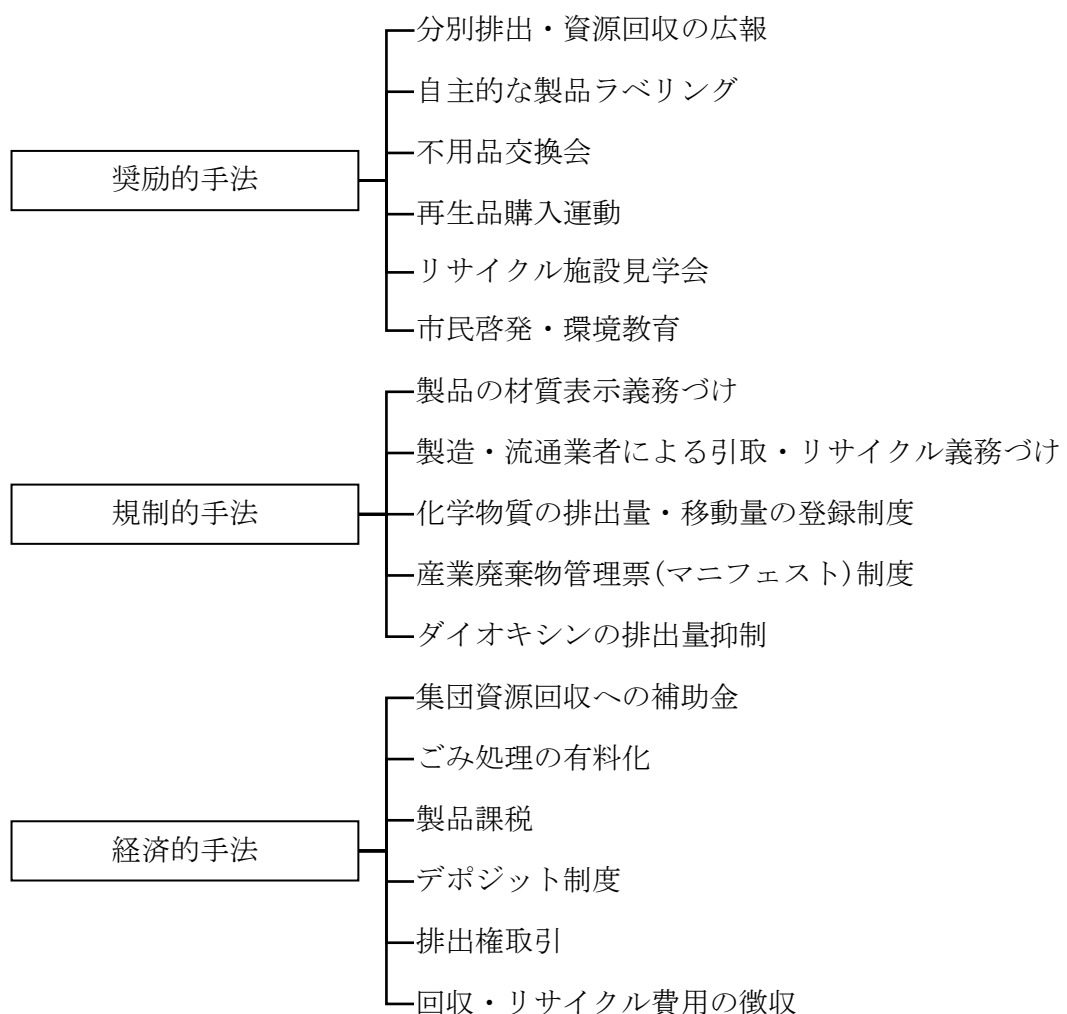 奨励的手法
分別排出・資源回収の広報
自主的な製品ラベリング
不用品交換会
再生品購入運動
リサイクル施設見学会
市民啓発・環境教育
規制的手法
製品の材質表示義務づけ
製造・流通業者による引取・リサイクル義務づけ
化学物質の排出量・移動量の登録制度
産業廃棄物管理票(マニフェスト)制度
ダイオキシンの排出量抑制
経済的手法
集団資源回収への補助金
ごみ処理の有料化
製品課税
デポジット制度
排出権取引
回収・リサイクル費用の徴収